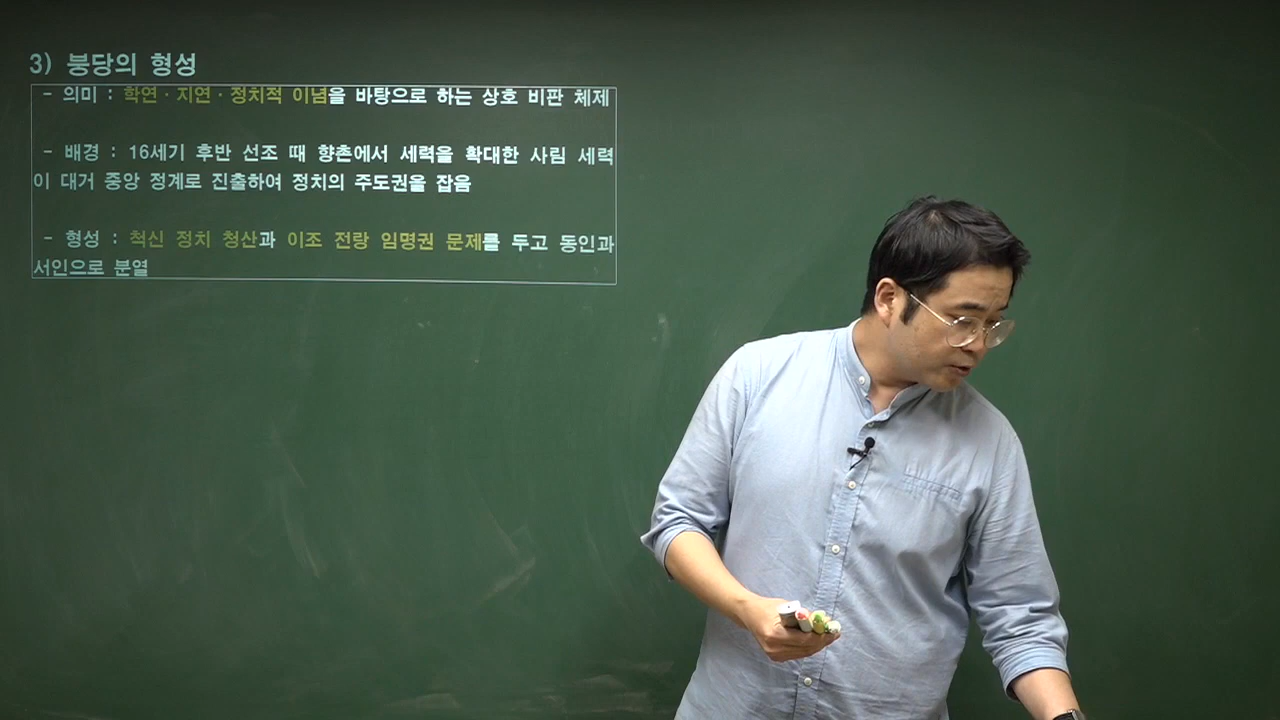 3) 붕당의 형성
- 의미 : 학연·지연·정치적 이념을 바탕으로 하는 상호 비판 체제
- 배경 : 16세기 후반 선조 때 향촌에서 세력을 확대한 사림 세력
이 대거 중앙 정계로 진출하여 정치의 주도권을 잡음
- 형성 : 척신 정치 청산과 이조 전랑 임명권 문제를 두고 동인과
서인으로 분열